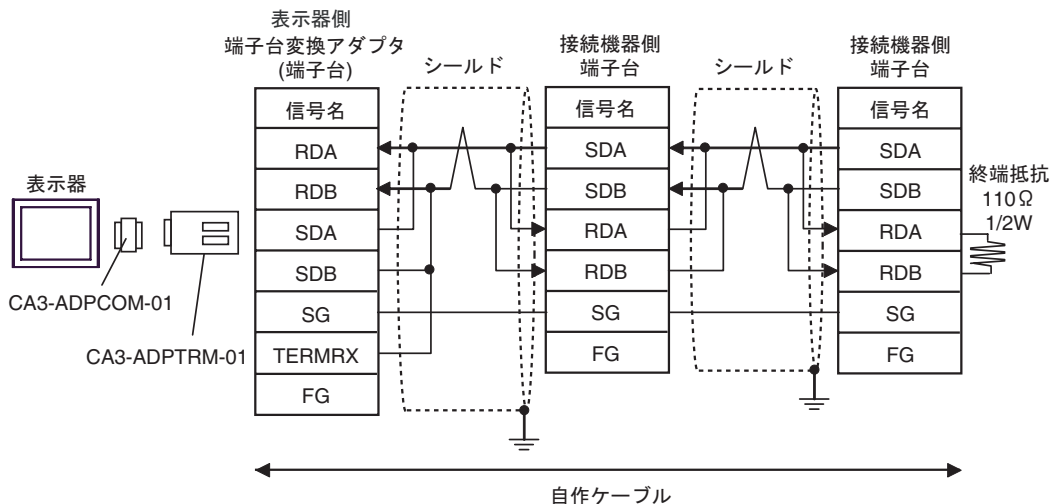 表示器側
端子台変換アダプタ
(端子台)
シールド
接続機器側
端子台
シールド
接続機器側
端子台
信号名
RDA
RDB
SDA
SDB
SG
TERMRX
FG
信号名
SDA
SDB
RDA
RDB
SG
FG
信号名
SDA
SDB
RDA
RDB
SG
FG
表示器
CA3-ADPCOM-01
CA3-ADPTRM-01
終端抵抗
110Ω
1/2W
自作ケーブル